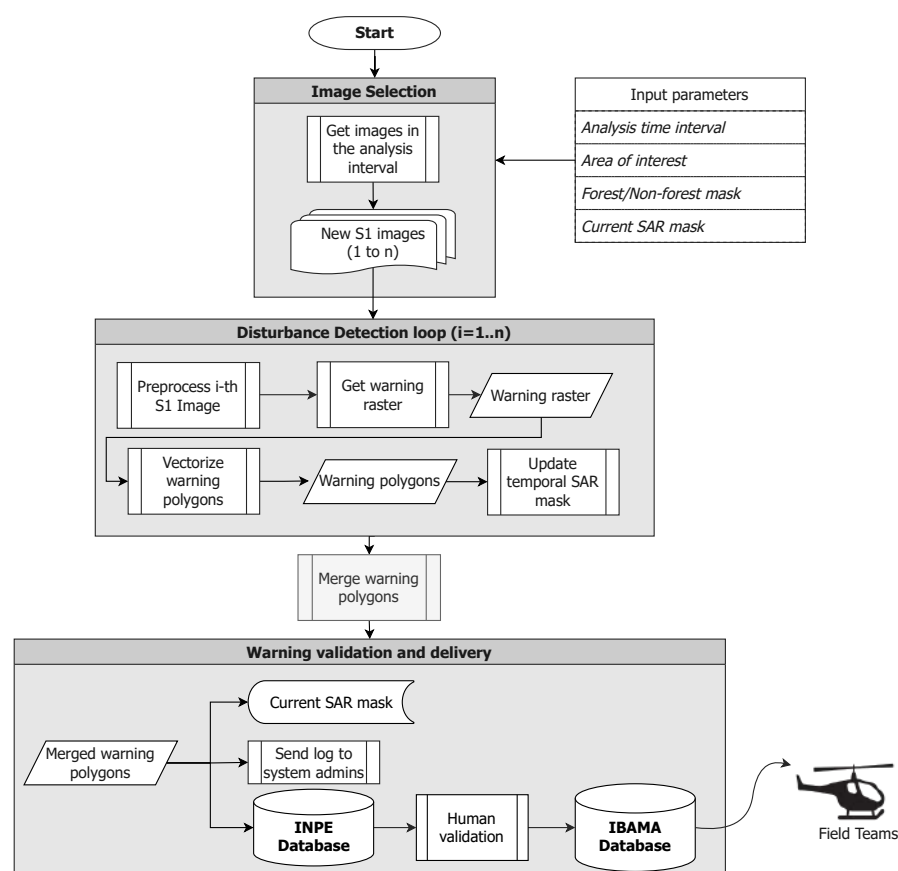 Start
Image Selection
Get images in
the analysis
interval
New S1 images
(1 to n)
Input parameters
Analysis time interval
Area of interest
Forest/Non-forest mask
Current SAR mask
Disturbance Detection loop (i=1..n)
Preprocess i-th
S1 Image
Get warning
raster
Warning raster
Vectorize
warning
polygons
Warning polygons
Update
temporal SAR
mask
Merge warning
polygons
Warning validation and delivery
Merged warning
polygons
Current SAR mask
Send log to
system admins
INPE
Database
Human
validation
IBAMA
Database
Field Teams